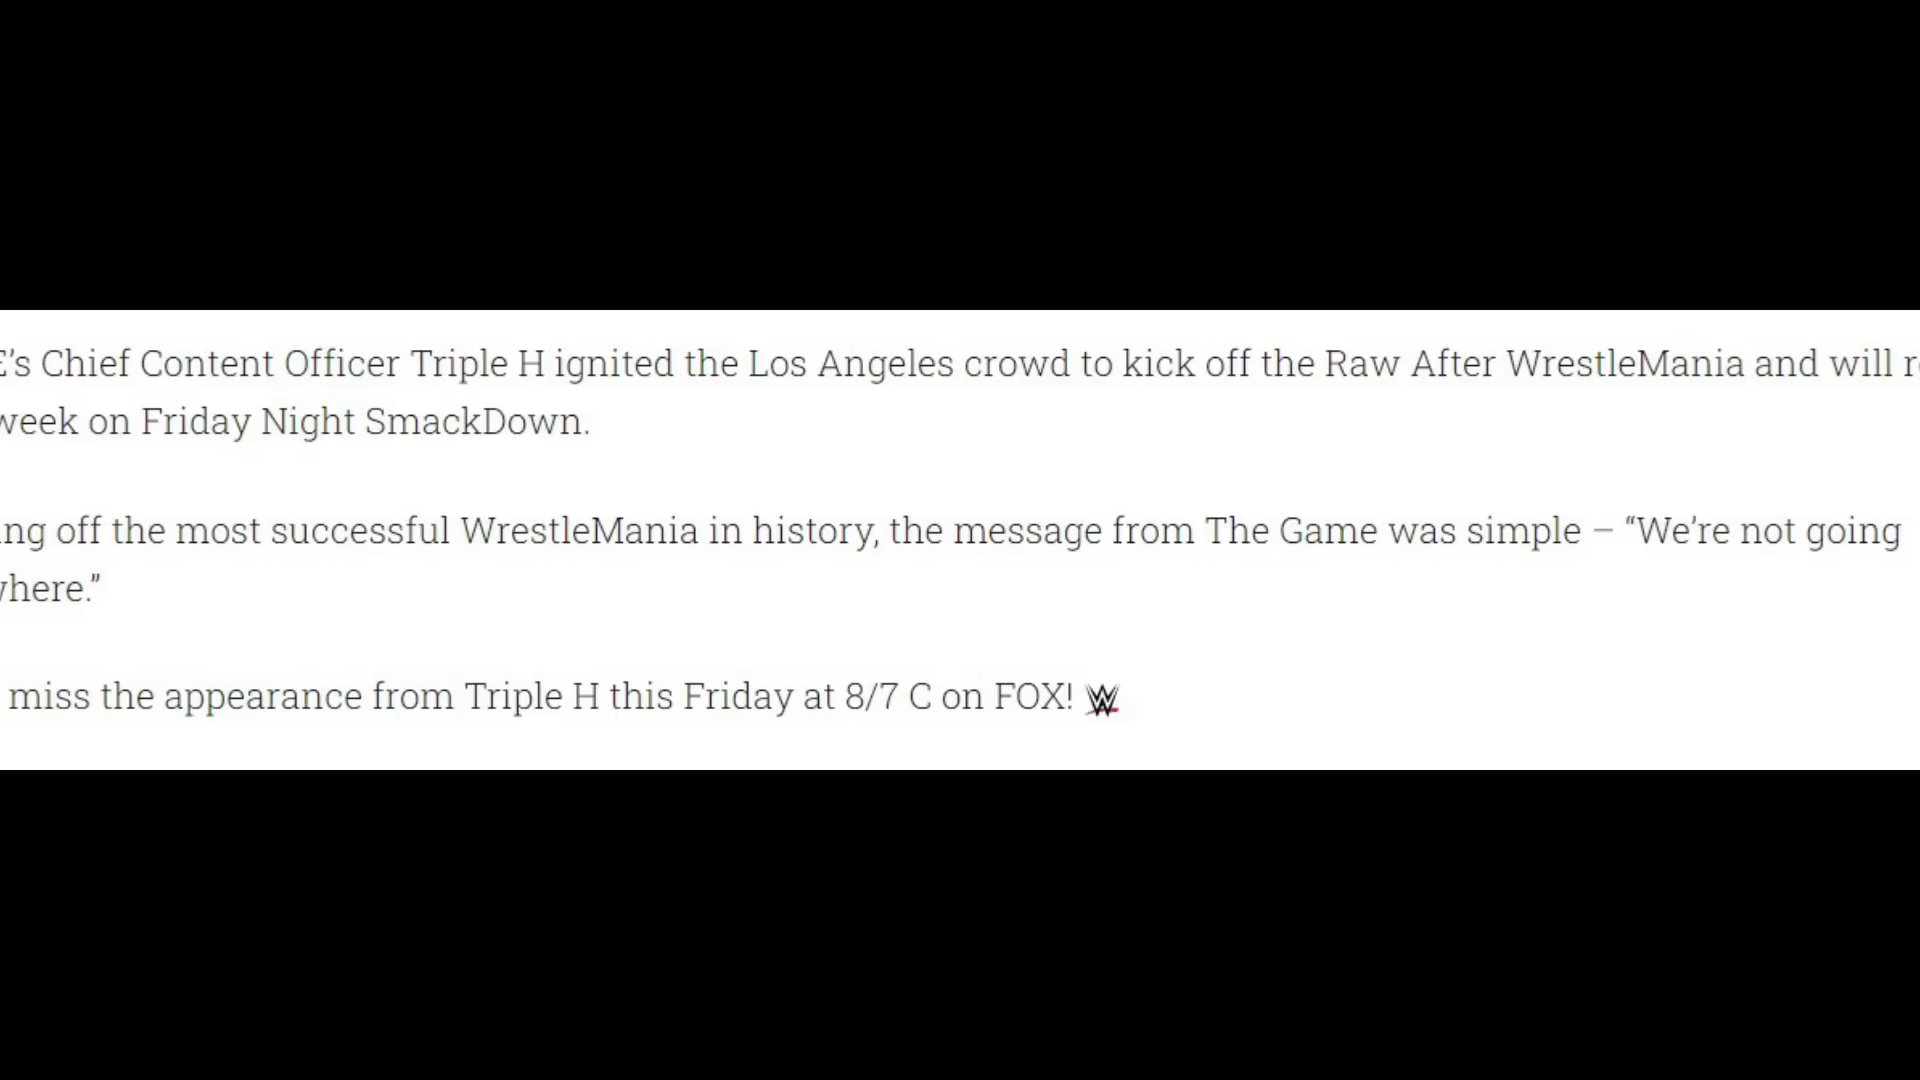 E’s Chief Content Officer Triple H ignited the Los Angeles crowd to kick off the Raw After WrestleMania and will r
week on Friday Night SmackDown.
ng off the most successful WrestleMania in history, the message from The Game was simple – “We’re not going
where.”
miss the appearance from Triple H this Friday at 8/7 C on FOX!